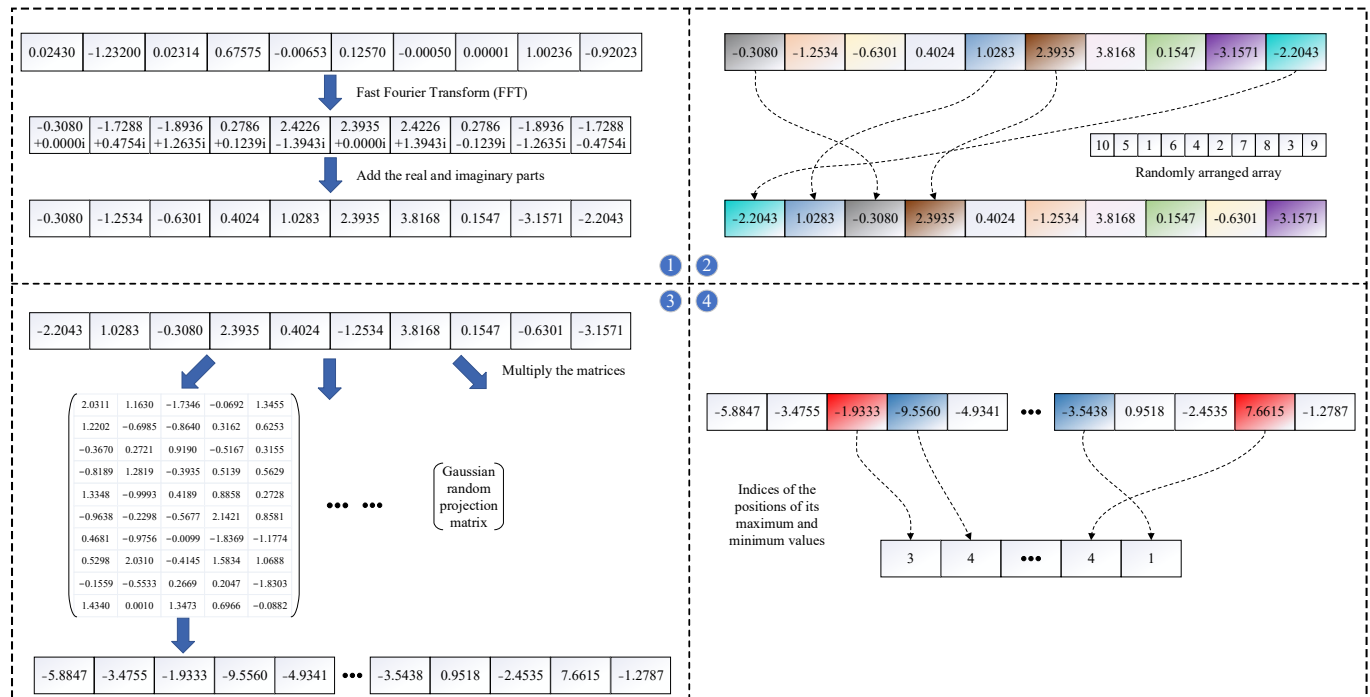 0.02430 −1.23200 0.02314 0.67575 -0.00653 0.12570 -0.00050 0.00001 1.00236 -0.92023
Fast Fourier Transform (FFT)
−0.3080 −1.7288 −1.8936 0.2786 2.4226 2.3935 2.4226 0.2786 −1.8936 −1.7288
+0.0000i +0.4754i +1.2635i +0.1239i −1.3943i +0.0000i +1.3943i -0.1239i −1.2635i −0.4754i
Add the real and imaginary parts
−0.3080 −1.2534 −0.6301 0.4024 1.0283 2.3935 3.8168 0.1547 −3.1571 −2.2043
1
−0.3080 −1.2534 −0.6301 0.4024 1.0283 2.3935 3.8168 0.1547 −3.1571 −2.2043
10 5 1 6 4 2 7 8 3 9
Randomly arranged array
−2.2043 1.0283 −0.3080 2.3935 0.4024 −1.2534 3.8168 0.1547 −0.6301 −3.1571
2
3
−2.2043 1.0283 −0.3080 2.3935 0.4024 −1.2534 3.8168 0.1547 −0.6301 −3.1571
Multiply the matrices
2.0311 1.1630 −1.7346 −0.0692 1.3455
1.2202 −0.6985 −0.8640 0.3162 0.6253
−0.3670 0.2721 0.9190 −0.5167 0.3155
−0.8189 1.2819 −0.3935 0.5139 0.5629
1.3348 −0.9993 0.4189 0.8858 0.2728
−0.9638 −0.2298 −0.5677 2.1421 0.8581
0.4681 −0.9756 −0.0099 −1.8369 −1.1774
0.5298 2.0310 −0.4145 1.5834 1.0688
−0.1559 −0.5533 0.2669 0.2047 −1.8303
1.4340 0.0010 1.3473 0.6966 −0.0882
••• •••
Gaussian
random
projection
matrix
−5.8847 −3.4755 −1.9333 −9.5560 −4.9341 ••• −3.5438 0.9518 −2.4535 7.6615 −1.2787
4
−5.8847 −3.4755 −1.9333 −9.5560 −4.9341 ••• −3.5438 0.9518 −2.4535 7.6615 −1.2787
Indices of the
positions of its
maximum and
minimum values
3 4 ••• 4 1